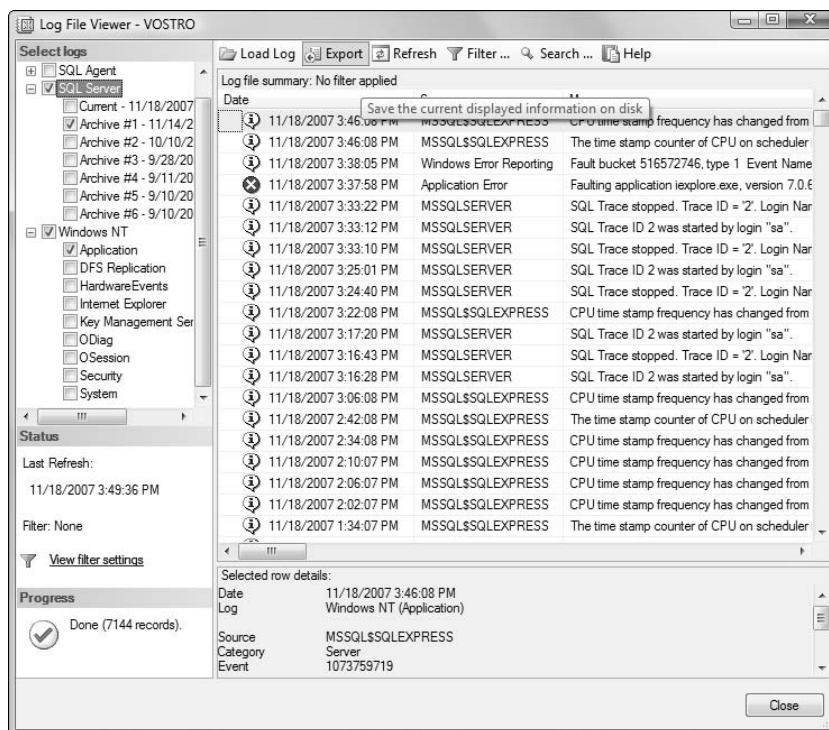 Log File Viewer - VOSTRO
Select logs
SQL Agent
SQL Server
Current - 11/18/2007
Archive #1 - 11/14/2
Archive #2 - 10/10/2
Archive #3 - 9/28/20
Archive #4 - 9/11/20
Archive #5 - 9/10/20
Archive #6 - 9/10/20
Windows NT
Application
DFS Replication
HardwareEvents
Internet Explorer
Key Management Ser
ODiag
OSession
Security
System
Status
Last Refresh:
11/18/2007 3:49:36 PM
Filter: None
View filter settings
Progress
Done (7144 records).
Load Log Export Refresh Filter ... Search ... Help
Log file summary: No filter applied
Date
Save the current displayed information on disk
11/18/2007 3:46:08 PM MSSQL$SQLEXPRESS CPU time stamp frequency has changed from
11/18/2007 3:46:08 PM MSSQL$SQLEXPRESS The time stamp counter of CPU on scheduler
11/18/2007 3:38:05 PM Windows Error Reporting Fault bucket 516572746, type 1 Event Name
11/18/2007 3:37:58 PM Application Error Faulting application iexplore.exe, version 7.0.6
11/18/2007 3:33:22 PM MSSQLSERVER SQL Trace stopped. Trace ID = '2'. Login Nar
11/18/2007 3:33:12 PM MSSQLSERVER SQL Trace ID 2 was started by login "sa".
11/18/2007 3:33:10 PM MSSQLSERVER SQL Trace stopped. Trace ID = '2'. Login Nar
11/18/2007 3:25:01 PM MSSQLSERVER SQL Trace ID 2 was started by login "sa".
11/18/2007 3:24:40 PM MSSQLSERVER SQL Trace stopped. Trace ID = '2'. Login Nar
11/18/2007 3:22:08 PM MSSQL$SQLEXPRESS CPU time stamp frequency has changed from
11/18/2007 3:17:20 PM MSSQLSERVER SQL Trace ID 2 was started by login "sa".
11/18/2007 3:16:43 PM MSSQLSERVER SQL Trace stopped. Trace ID = '2'. Login Nar
11/18/2007 3:16:28 PM MSSQLSERVER SQL Trace ID 2 was started by login "sa".
11/18/2007 3:06:08 PM MSSQL$SQLEXPRESS CPU time stamp frequency has changed from
11/18/2007 2:42:08 PM MSSQL$SQLEXPRESS The time stamp counter of CPU on scheduler
11/18/2007 2:34:08 PM MSSQL$SQLEXPRESS CPU time stamp frequency has changed from
11/18/2007 2:10:07 PM MSSQL$SQLEXPRESS CPU time stamp frequency has changed from
11/18/2007 2:06:07 PM MSSQL$SQLEXPRESS CPU time stamp frequency has changed from
11/18/2007 2:02:07 PM MSSQL$SQLEXPRESS CPU time stamp frequency has changed from
11/18/2007 1:34:07 PM MSSQL$SQLEXPRESS The time stamp counter of CPU on scheduler
Selected row details:
Date 11/18/2007 3:46:08 PM
Log Windows NT (Application)
Source MSSQL$SQLEXPRESS
Category Server
Event 1073759719
Close